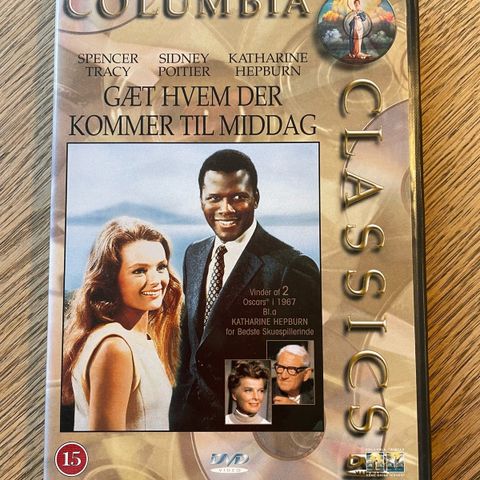 COLUMBIA
SPENCER TRACY
SIDNEY POITIER
KATHARINE HEPBURN
GÆT HVEM DER
KOMMER TIL MIDDAG
CLASSICS
Vinder af 2
Oscars® i 1967
Bl.a
KATHARINE HEPBURN
for Bedste Skuespillerinde
15
DVD
VIDEO